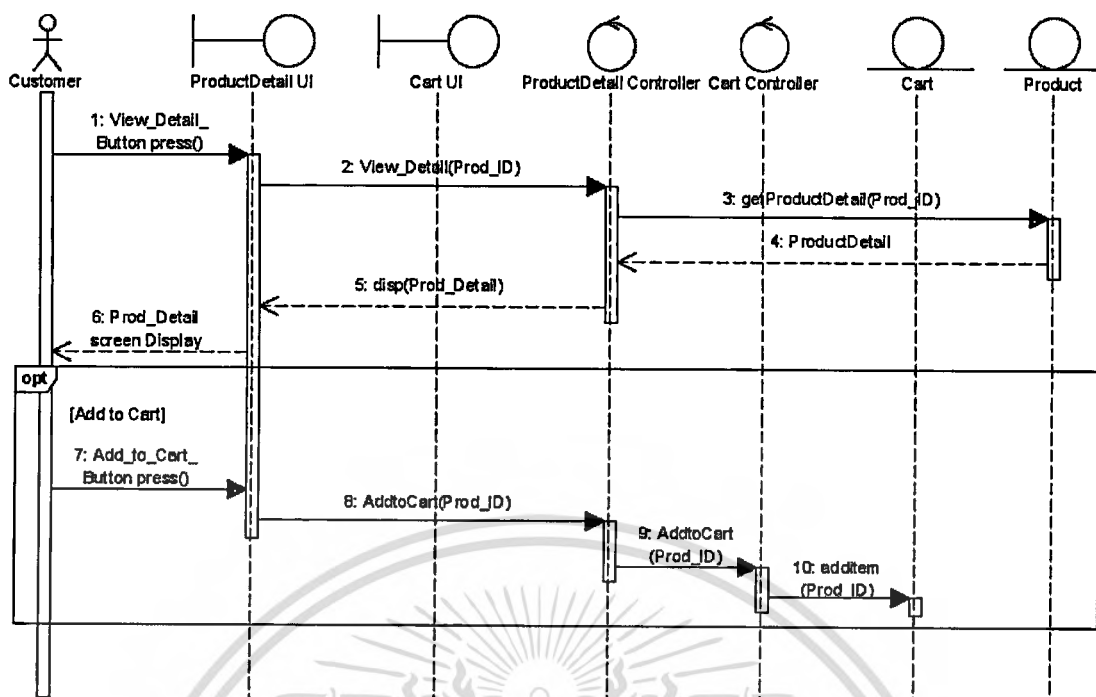 Customer
ProductDetail UI
Cart UI
ProductDetail Controller
Cart Controller
Cart
Product
1: View_Detail_
Button press()
2: View_Detail(Prod_ID)
3: getProductDetail(Prod_ID)
4: ProductDetail
5: disp(Prod_Detail)
6: Prod_Detail
screen Display
opt
[Add to Cart]
7: Add_to_Cart_
Button press()
8: AddtoCart(Prod_ID)
9: AddtoCart
(Prod_ID)
10: addItem
(Prod_ID)